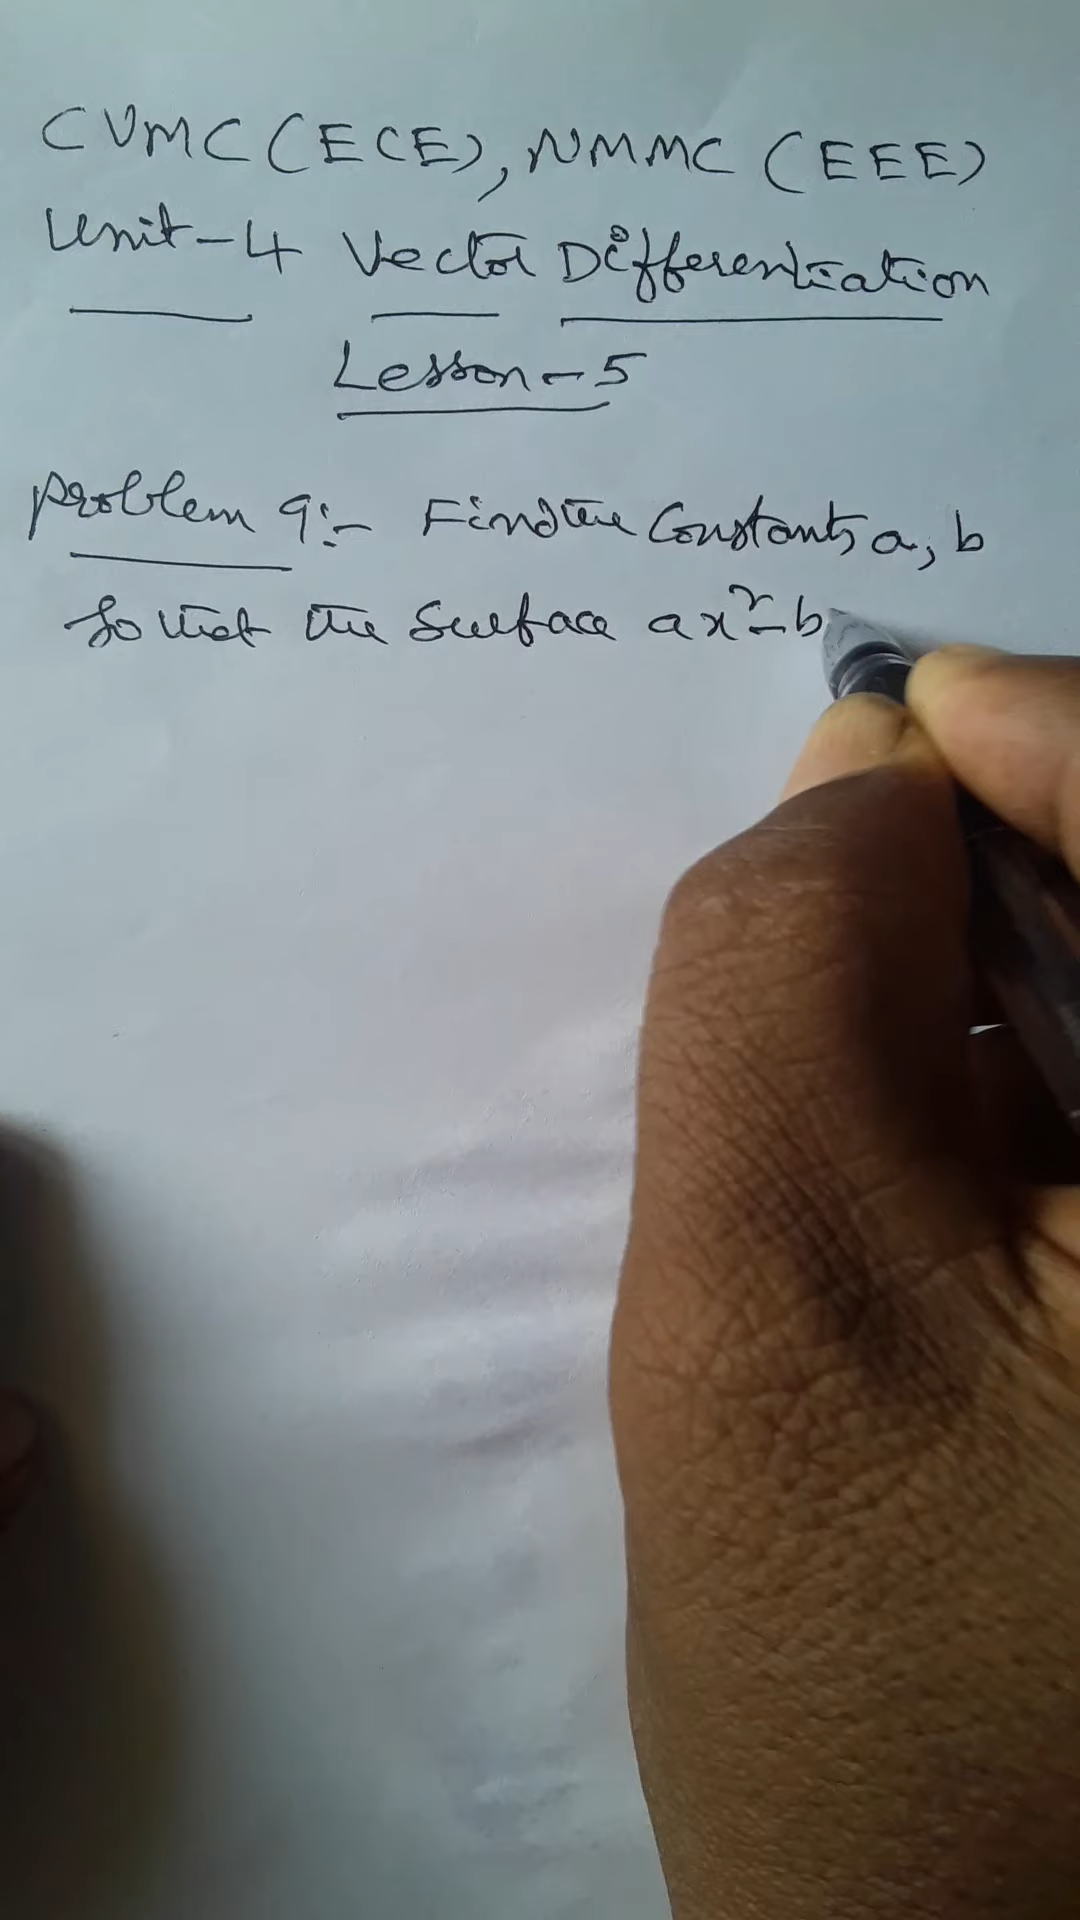 CVMC (ECE), NMMC (EEE)
Unit-4 Vector Differentiation
Lesson-5
Problem 9:- Find the Constants a, b
So that the Surface ax²-b